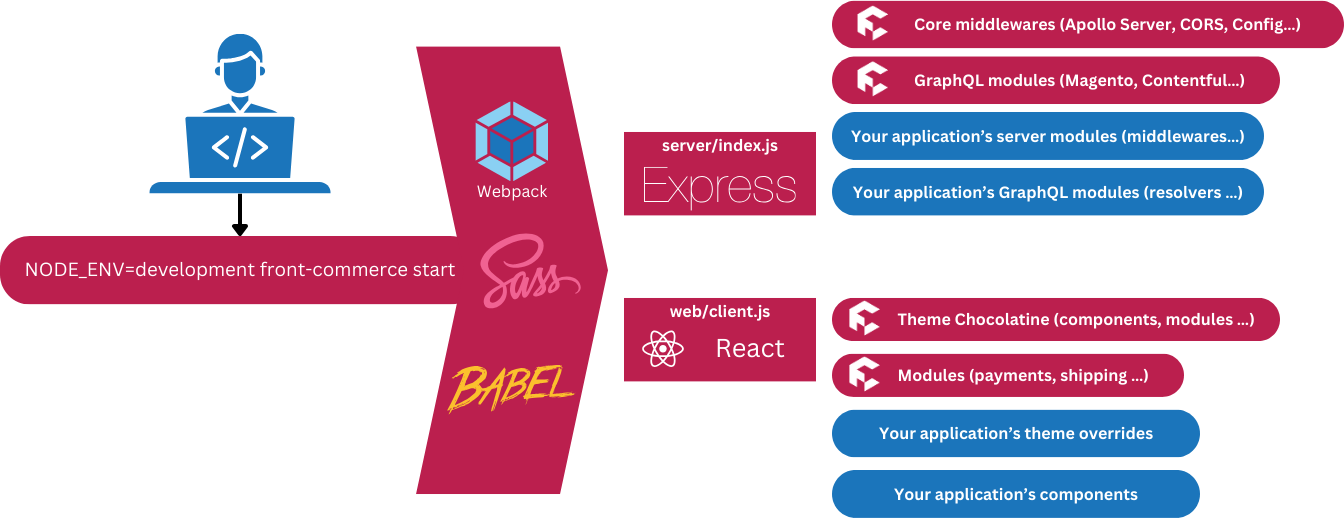 </>
NODE_ENV=development front-commerce start
Webpack
Sass
BABEL
server/index.js
Express
Core middlewares (Apollo Server, CORS, Config...)
GraphQL modules (Magento, Contentful...)
Your application’s server modules (middlewares...)
Your application’s GraphQL modules (resolvers ...)
web/client.js
React
Theme Chocolatine (components, modules ...)
Modules (payments, shipping ...)
Your application’s theme overrides
Your application’s components